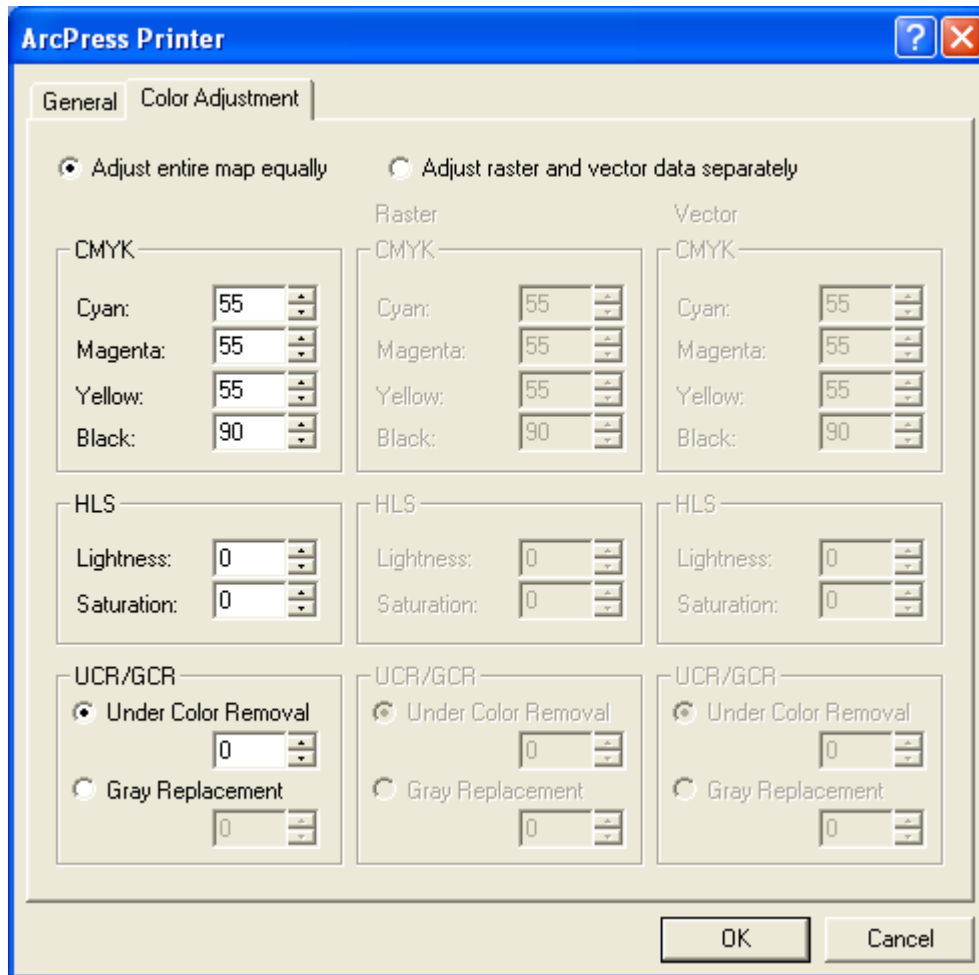 ArcPress Printer
General Color Adjustment
Adjust entire map equally Adjust raster and vector data separately
Raster Vector
CMYK CMYK CMYK
Cyan: 55 Cyan: 55 Cyan: 55
Magenta: 55 Magenta: 55 Magenta: 55
Yellow: 55 Yellow: 55 Yellow: 55
Black: 90 Black: 90 Black: 90
HLS HLS HLS
Lightness: 0 Lightness: 0 Lightness: 0
Saturation: 0 Saturation: 0 Saturation: 0
UCR/GCR UCR/GCR UCR/GCR
Under Color Removal Under Color Removal Under Color Removal
0 0 0
Gray Replacement Gray Replacement Gray Replacement
0 0 0
OK Cancel